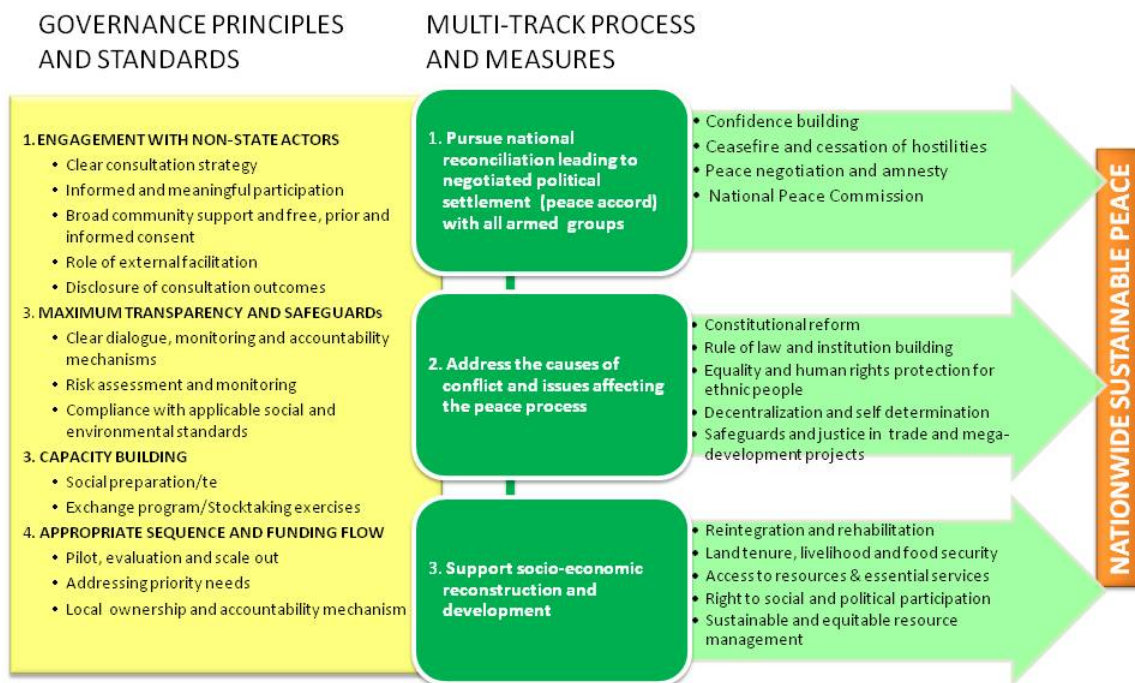 GOVERNANCE PRINCIPLES
AND STANDARDS
1. ENGAGEMENT WITH NON-STATE ACTORS
• Clear consultation strategy
• Informed and meaningful participation
• Broad community support and free, prior and
informed consent
• Role of external facilitation
• Disclosure of consultation outcomes
3. MAXIMUM TRANSPARENCY AND SAFEGUARDs
• Clear dialogue, monitoring and accountability
mechanisms
• Risk assessment and monitoring
• Compliance with applicable social and
environmental standards
3. CAPACITY BUILDING
• Social preparation/te
• Exchange program/Stocktaking exercises
4. APPROPRIATE SEQUENCE AND FUNDING FLOW
• Pilot, evaluation and scale out
• Addressing priority needs
• Local ownership and accountability mechanism
MULTI-TRACK PROCESS
AND MEASURES
1. Pursue national
reconciliation leading to
negotiated political
settlement (peace accord)
with all armed groups
• Confidence building
• Ceasefire and cessation of hostilities
• Peace negotiation and amnesty
• National Peace Commission
2. Address the causes of
conflict and issues affecting
the peace process
• Constitutional reform
• Rule of law and institution building
• Equality and human rights protection for
ethnic people
• Decentralization and self determination
• Safeguards and justice in trade and mega-
development projects
3. Support socio-economic
reconstruction and
development
• Reintegration and rehabilitation
• Land tenure, livelihood and food security
• Access to resources & essential services
• Right to social and political participation
• Sustainable and equitable resource
management
NATIONWIDE SUSTAINABLE PEACE